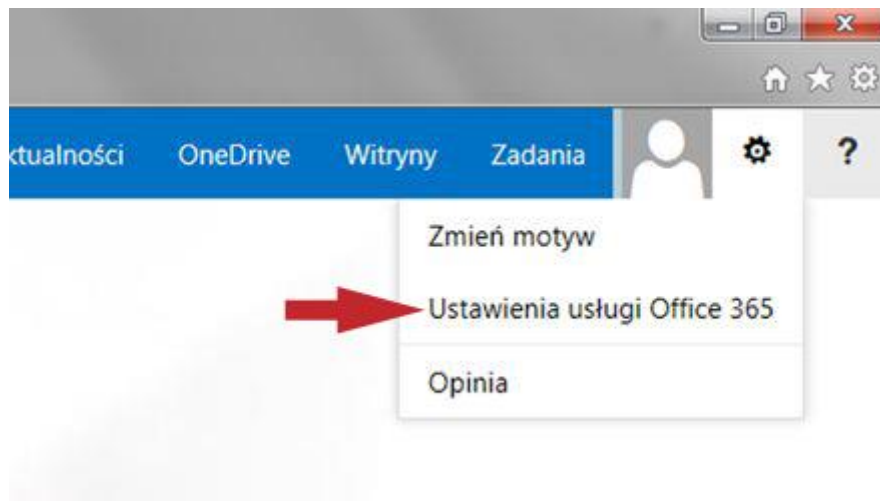 ktualności OneDrive Witryny Zadania ?
Zmień motyw
Ustawienia usługi Office 365
Opinia